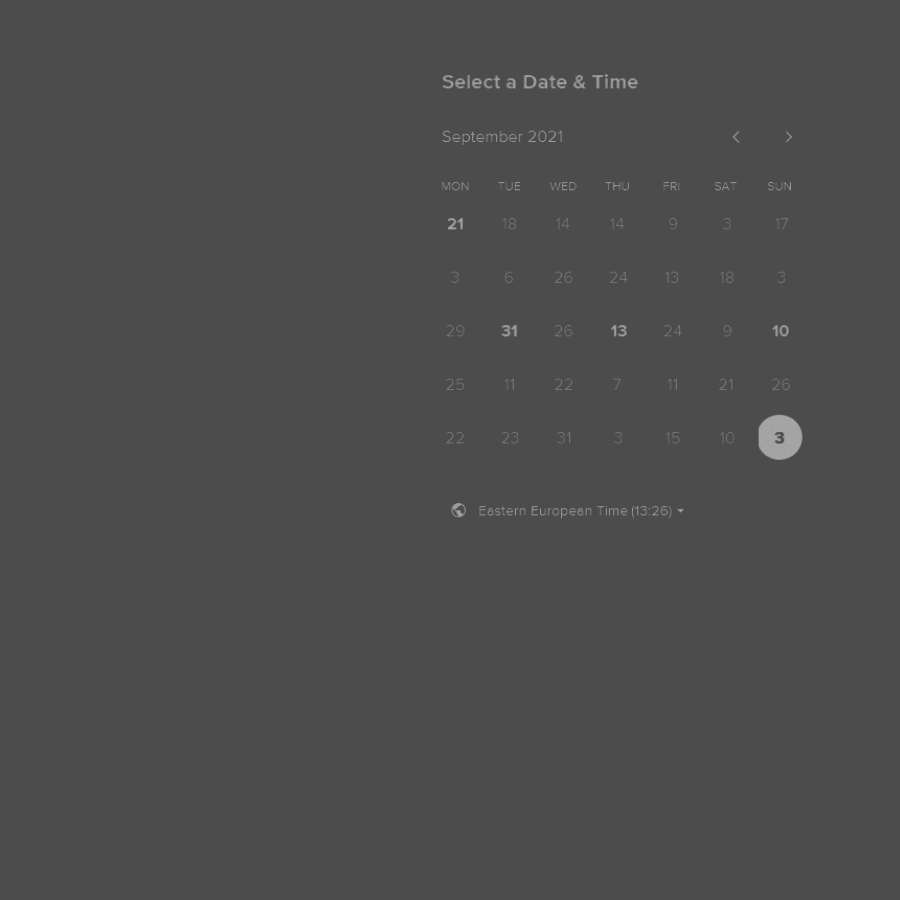 Select a Date & Time
September 2021
MON TUE WED THU FRI SAT SUN
21 18 14 14 9 3 17
3 6 26 24 13 18 3
29 31 26 13 24 9 10
25 11 22 7 11 21 26
22 23 31 3 15 10 3
Eastern European Time (13:26)